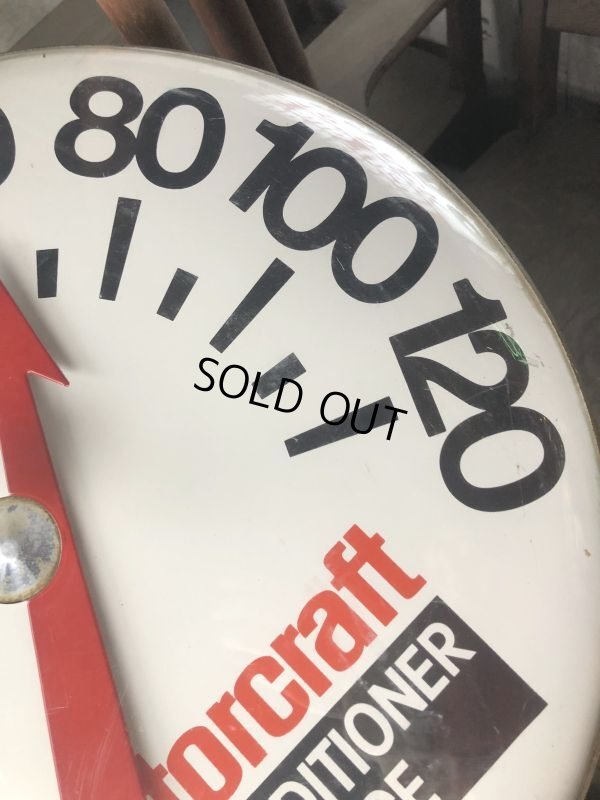 80
100
120
SOLD OUT
torcraft
DITIONER